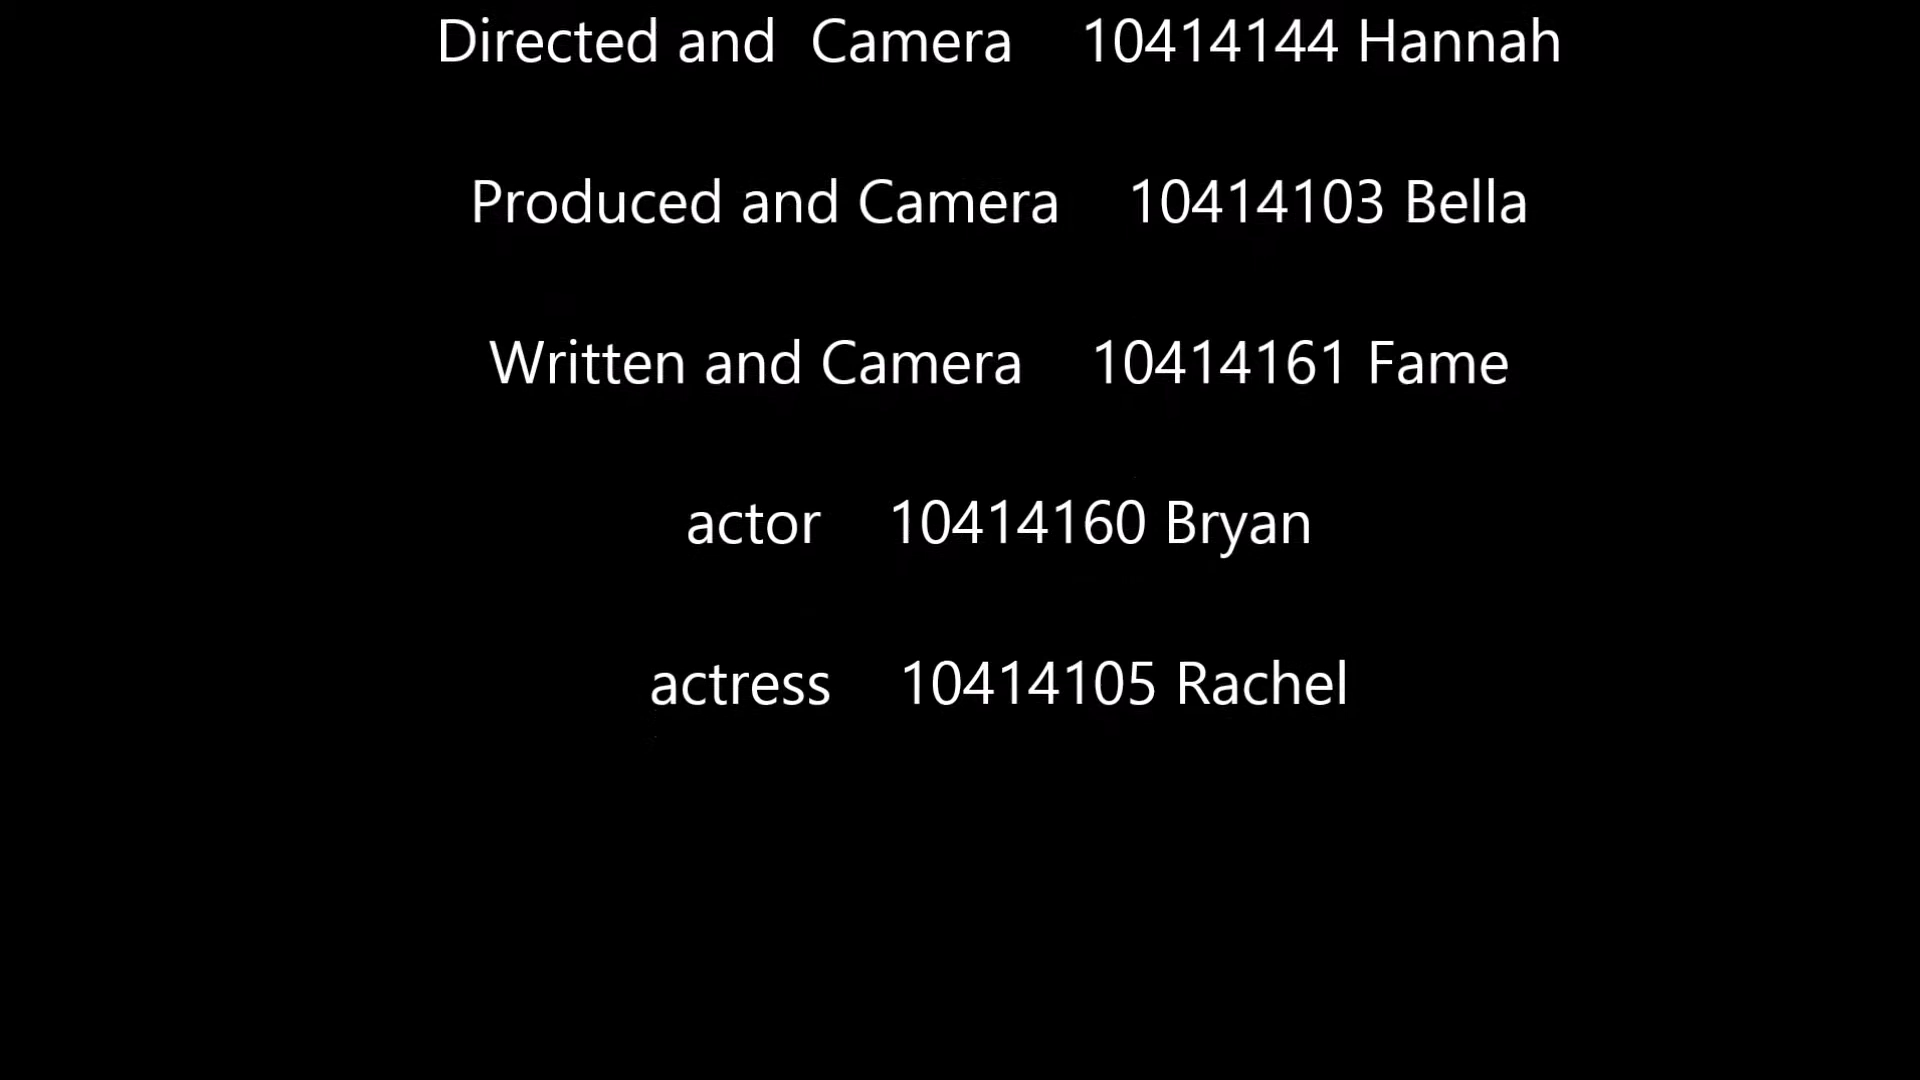 Directed and  Camera    10414144 Hannah
Produced and Camera    10414103 Bella
Written and Camera    10414161 Fame
actor    10414160 Bryan
actress    10414105 Rachel